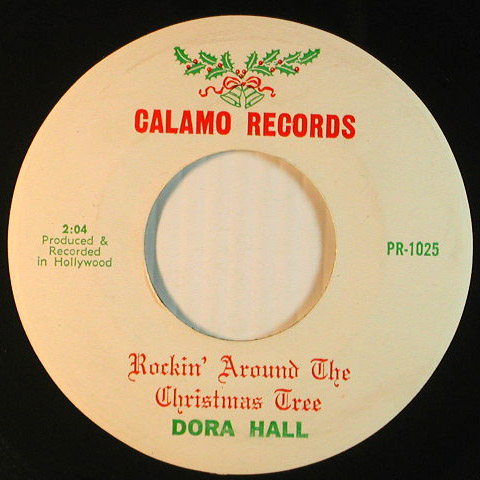 CALAMO RECORDS
2:04
Produced &
Recorded
in Hollywood
PR-1025
Rockin' Around The
Christmas Tree
DORA HALL